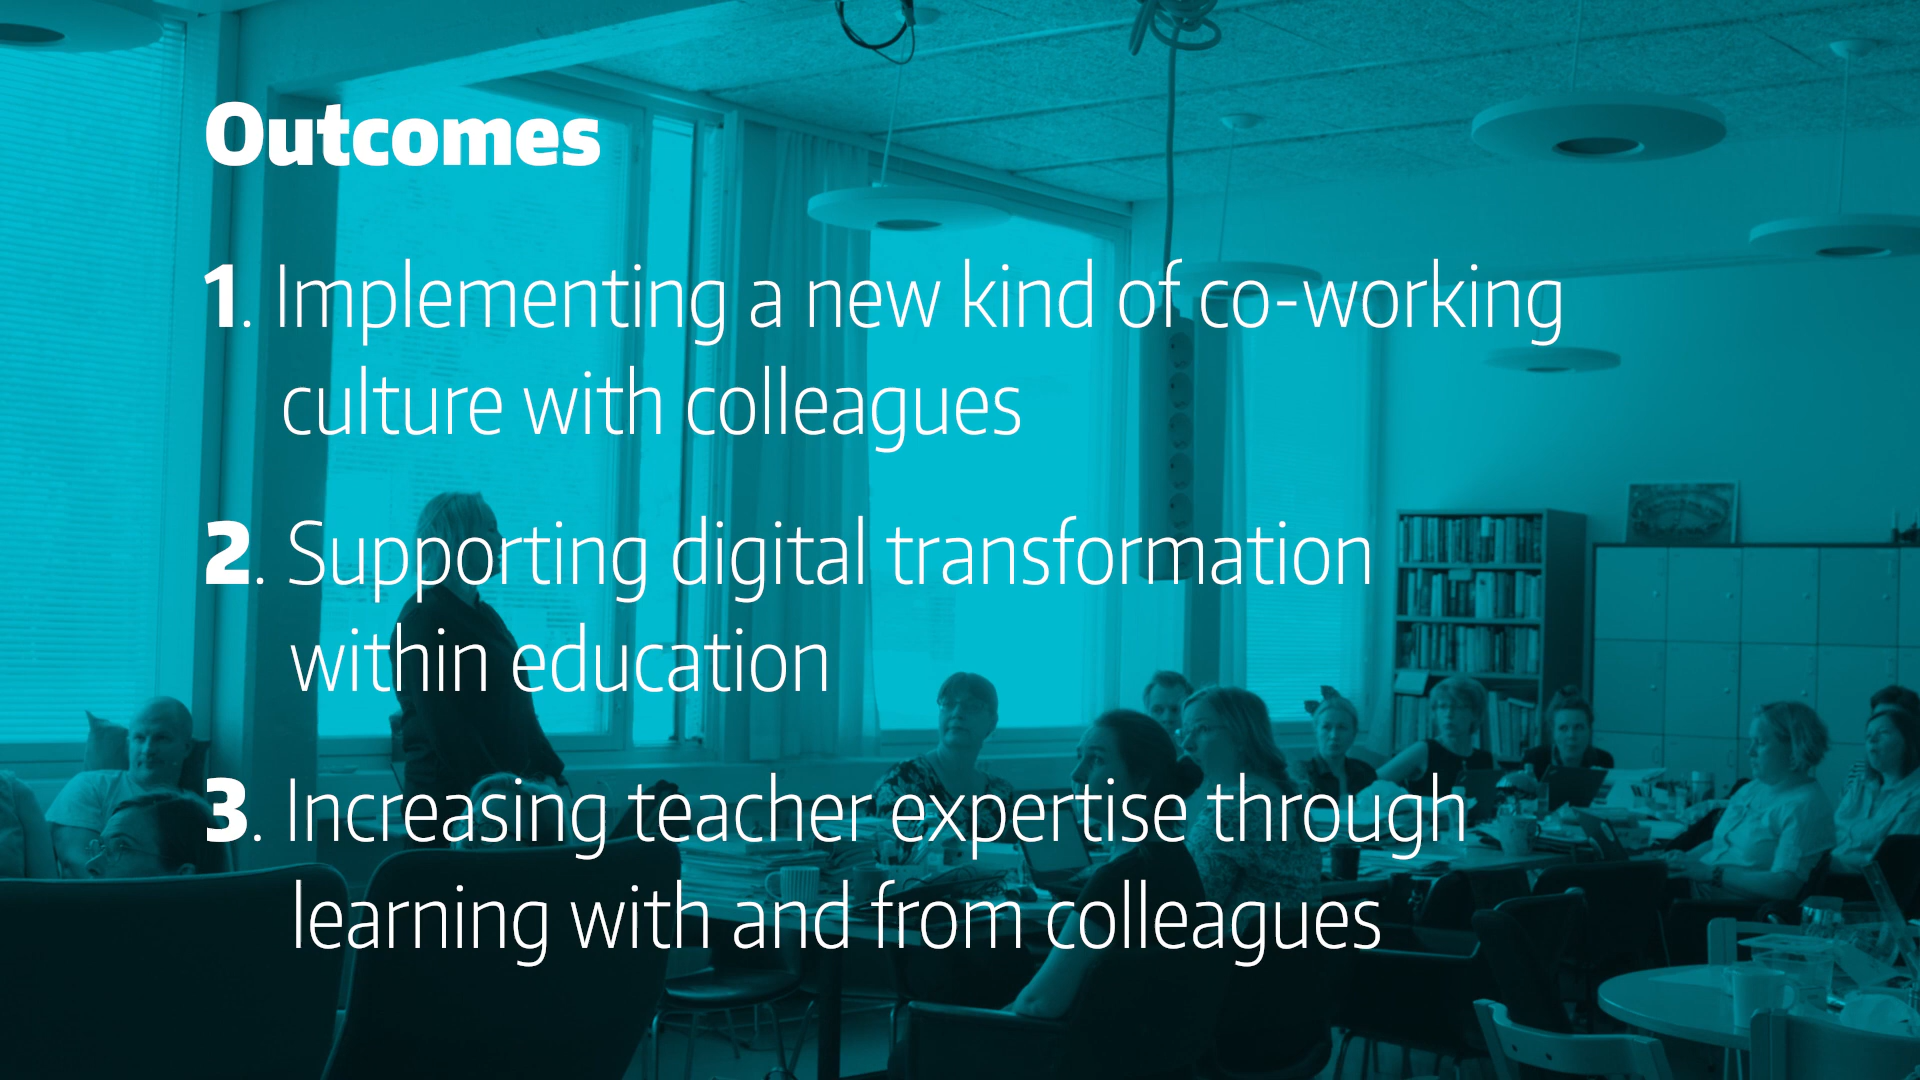 Outcomes
1. Implementing a new kind of co-working
culture with colleagues
2. Supporting digital transformation
within education
3. Increasing teacher expertise through
learning with and from colleagues